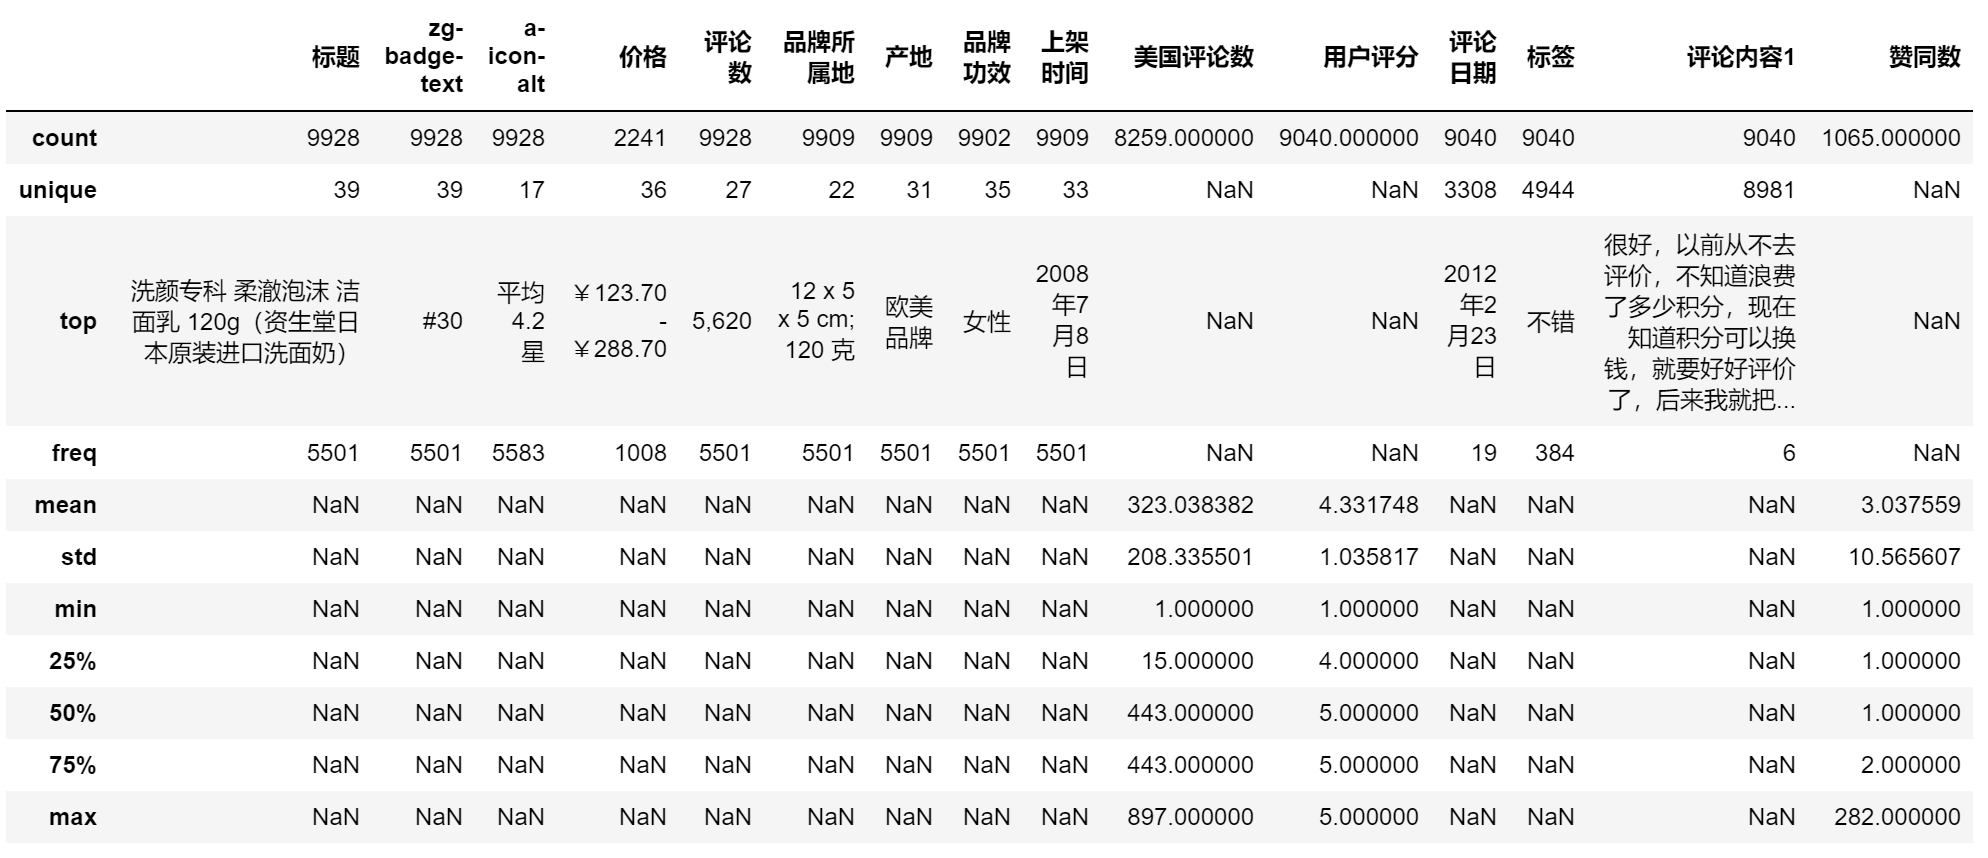 标题 zg-badge-text a-icon-alt 价格 评论数 品牌所属地 产地 品牌功效 上架时间 美国评论数 用户评分 评论日期 标签 评论内容1 赞同数
count 9928 9928 9928 2241 9928 9909 9909 9902 9909 8259.000000 9040.000000 9040 9040 9040 1065.000000
unique 39 39 17 36 27 22 31 35 33 NaN NaN 3308 4944 8981 NaN
top 洗颜专科 柔澈泡沫 洁面乳 120g（资生堂日本原装进口洗面奶） #30 平均4.2星 ￥123.70 - ￥288.70 5,620 12 x 5 x 5 cm; 120 克 欧美品牌 女性 2008年7月8日 NaN NaN 2012年2月23日 不错 很好，以前从不去评价，不知道浪费了多少积分，现在知道积分可以换钱，就要好好评价了，后来我就把... NaN
freq 5501 5501 5583 1008 5501 5501 5501 5501 5501 NaN NaN 19 384 6 NaN
mean NaN NaN NaN NaN NaN NaN NaN NaN NaN 323.038382 4.331748 NaN NaN NaN 3.037559
std NaN NaN NaN NaN NaN NaN NaN NaN NaN 208.335501 1.035817 NaN NaN NaN 10.565607
min NaN NaN NaN NaN NaN NaN NaN NaN NaN 1.000000 1.000000 NaN NaN NaN 1.000000
25% NaN NaN NaN NaN NaN NaN NaN NaN NaN 15.000000 4.000000 NaN NaN NaN 1.000000
50% NaN NaN NaN NaN NaN NaN NaN NaN NaN 443.000000 5.000000 NaN NaN NaN 1.000000
75% NaN NaN NaN NaN NaN NaN NaN NaN NaN 443.000000 5.000000 NaN NaN NaN 2.000000
max NaN NaN NaN NaN NaN NaN NaN NaN NaN 897.000000 5.000000 NaN NaN NaN 282.000000